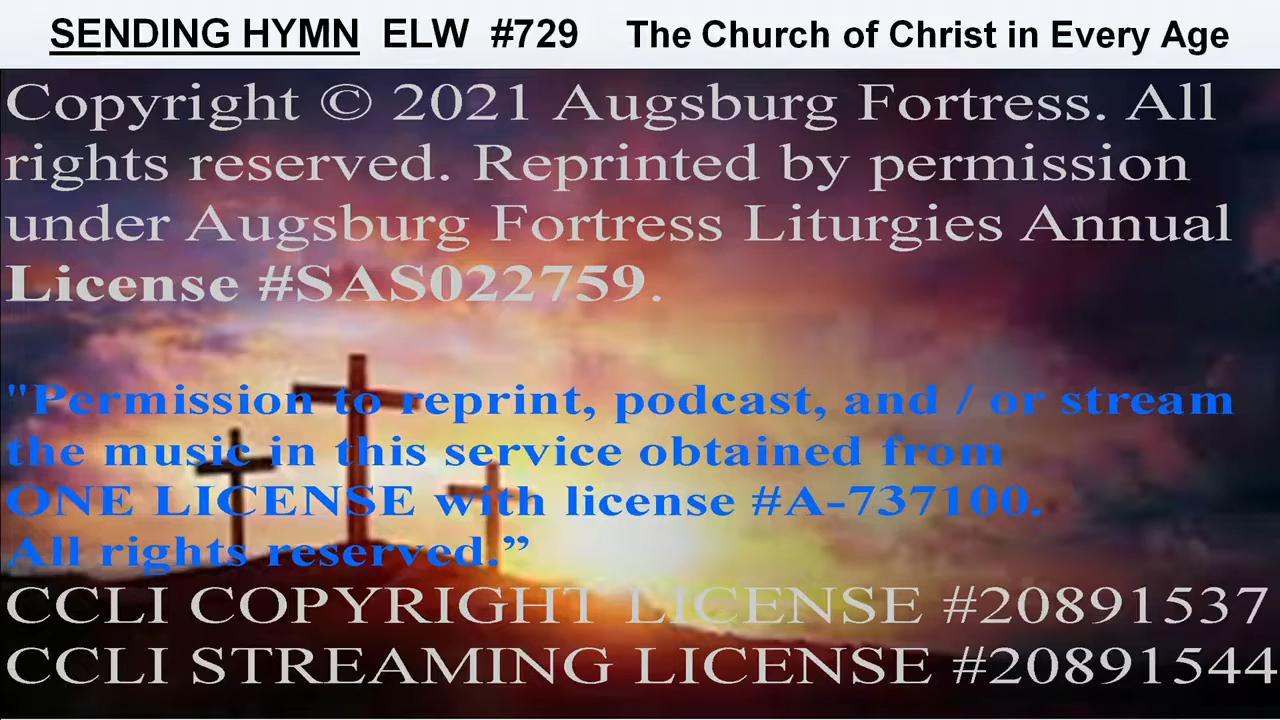 SENDING HYMN ELW #729 The Church of Christ in Every Age
Copyright © 2021 Augsburg Fortress. All
rights reserved. Reprinted by permission
under Augsburg Fortress Liturgies Annual
License #SAS022759.
"Permission to reprint, podcast, and / or stream
the music in this service obtained from
ONE LICENSE with license #A-737100.
All rights reserved.”
CCLI COPYRIGHT LICENSE #20891537
CCLI STREAMING LICENSE #20891544